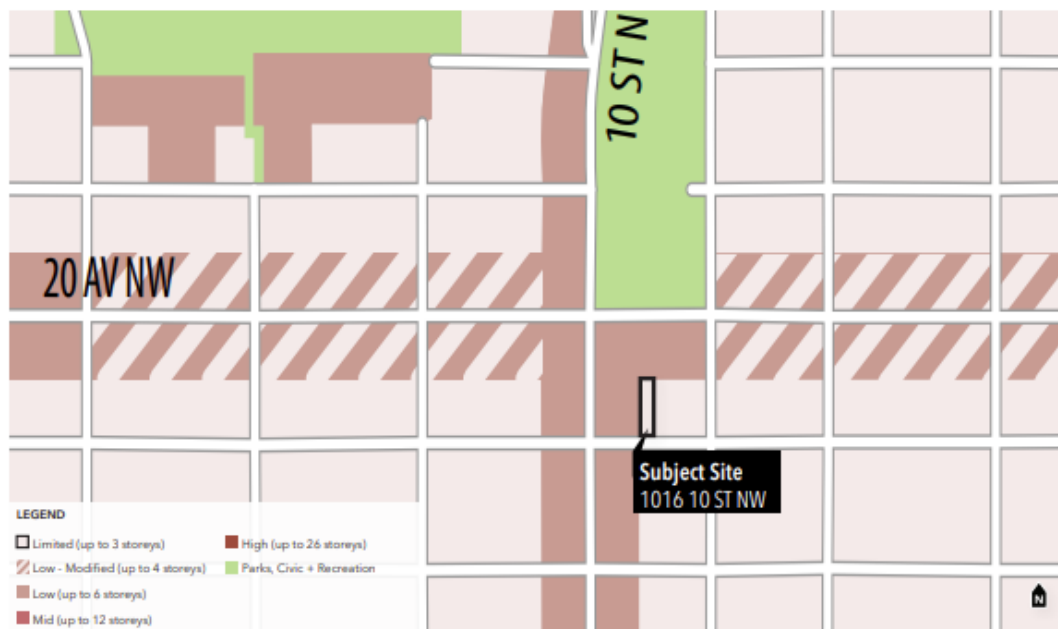 10 ST N
20 AV NW
Subject Site
1016 10 ST NW
LEGEND
Limited (up to 3 storeys)
High (up to 26 storeys)
Low - Modified (up to 4 storeys)
Parks, Civic + Recreation
Low (up to 6 storeys)
Mid (up to 12 storeys)
N